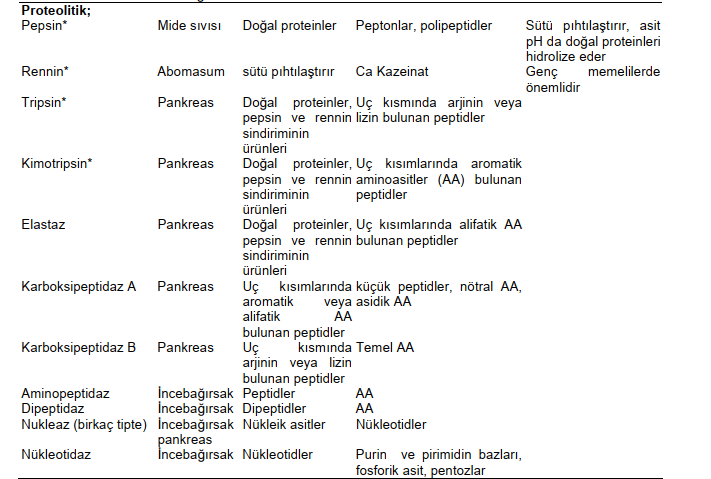 Proteolitik;
Pepsin* Mide sıvısı Doğal proteinler Peptonlar, polipeptidler Sütü pıhtılaştırır, asit
pH da doğal proteinleri
hidrolize eder
Rennin* Abomasum sütü pıhtılaştırır Ca Kazeinat Genç memelilerde
önemlidir
Tripsin* Pankreas Doğal proteinler, Uç kısmında arjinin veya
pepsin ve rennin lizin bulunan peptidler
sindiriminin
ürünleri
Kimotripsin* Pankreas Doğal proteinler, Uç kısımlarında aromatik
pepsin ve rennin aminoasitler (AA) bulunan
sindiriminin peptidler
ürünleri
Elastaz Pankreas Doğal proteinler, Uç kısımlarında alifatik AA
pepsin ve rennin bulunan peptidler
sindiriminin
ürünleri
Karboksipeptidaz A Pankreas Uç kısımlarında küçük peptidler, nötral AA,
aromatik veya asidik AA
alifatik AA
bulunan peptidler
Karboksipeptidaz B Pankreas Uç kısmında Temel AA
arjinin veya lizin
bulunan peptidler
Aminopeptidaz İncebağırsak Peptidler AA
Dipeptidaz İncebağırsak Dipeptidler AA
Nukleaz (birkaç tipte) İncebağırsak Nükleik asitler Nükleotidler
pankreas
Nükleotidaz İncebağırsak Nükleotidler Purin ve pirimidin bazları,
fosforik asit, pentozlar